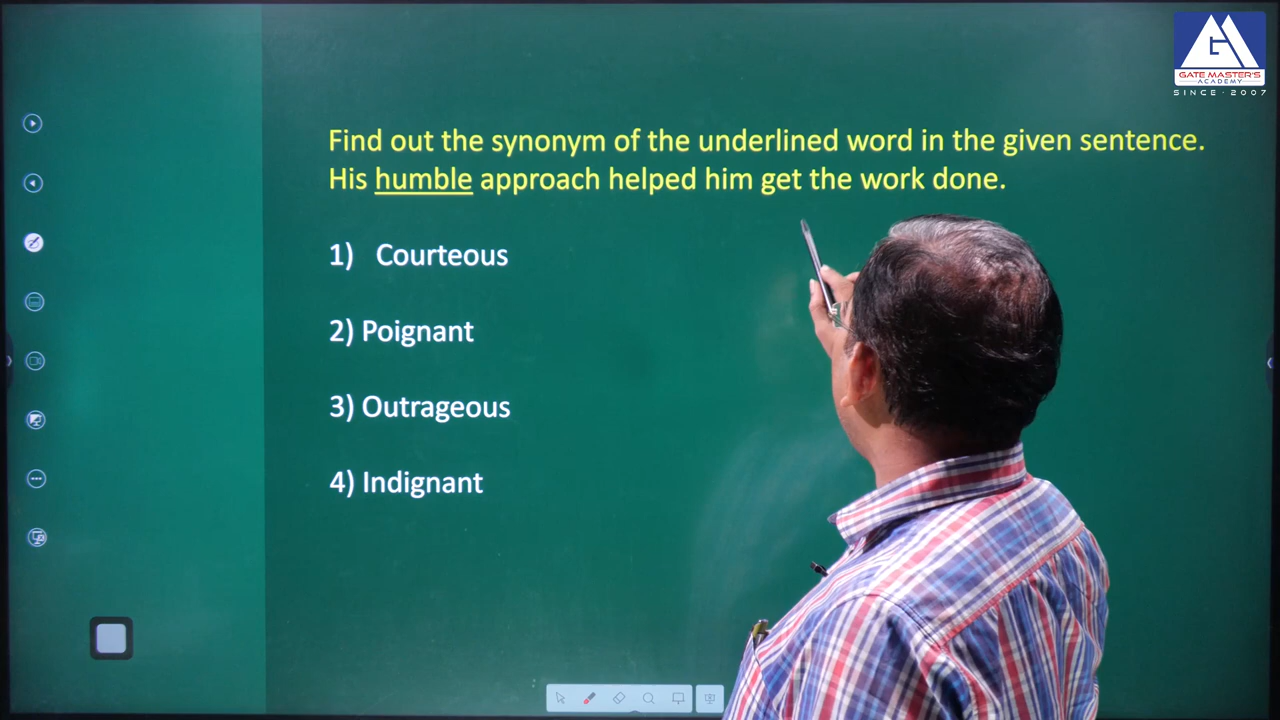 GATE MASTER'S
ACADEMY
SINCE · 2007
Find out the synonym of the underlined word in the given sentence.
His humble approach helped him get the work done.
1) Courteous
2) Poignant
3) Outrageous
4) Indignant